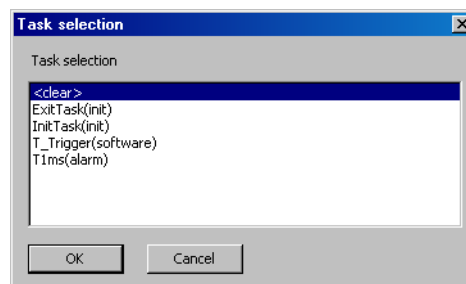 Task selection
Task selection
<clear>
ExitTask(init)
InitTask(init)
T_Trigger(software)
T1ms(alarm)
OK Cancel